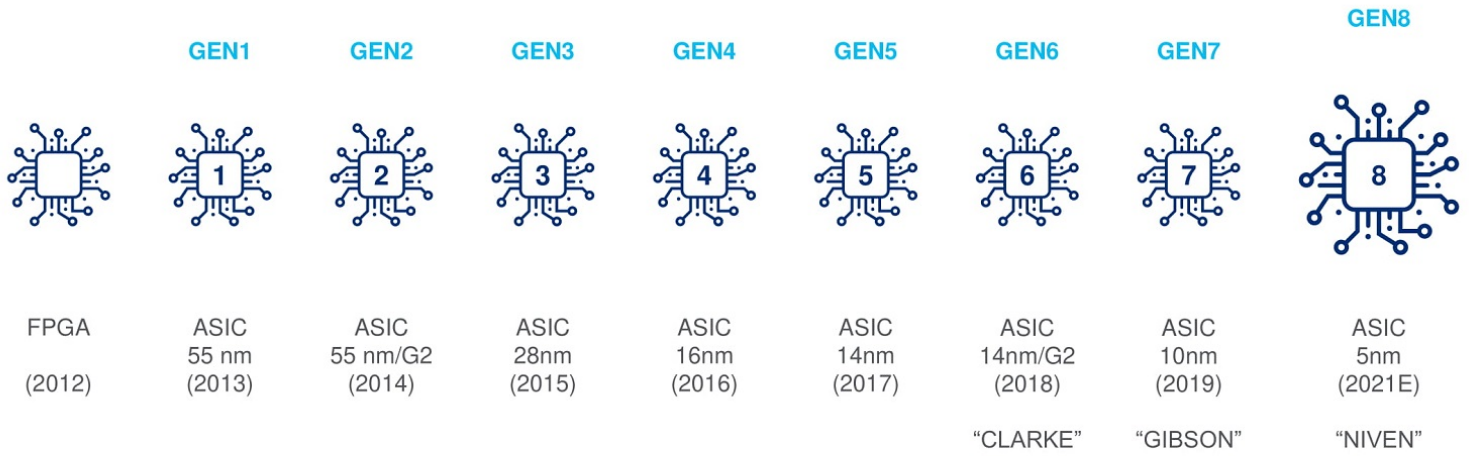 GEN8
GEN1 GEN2 GEN3 GEN4 GEN5 GEN6 GEN7
1 2 3 4 5 6 7 8
FPGA ASIC ASIC ASIC ASIC ASIC ASIC ASIC ASIC
55 nm 55 nm/G2 28nm 16nm 14nm 14nm/G2 10nm 5nm
(2012) (2013) (2014) (2015) (2016) (2017) (2018) (2019) (2021E)
“CLARKE” “GIBSON” “NIVEN”